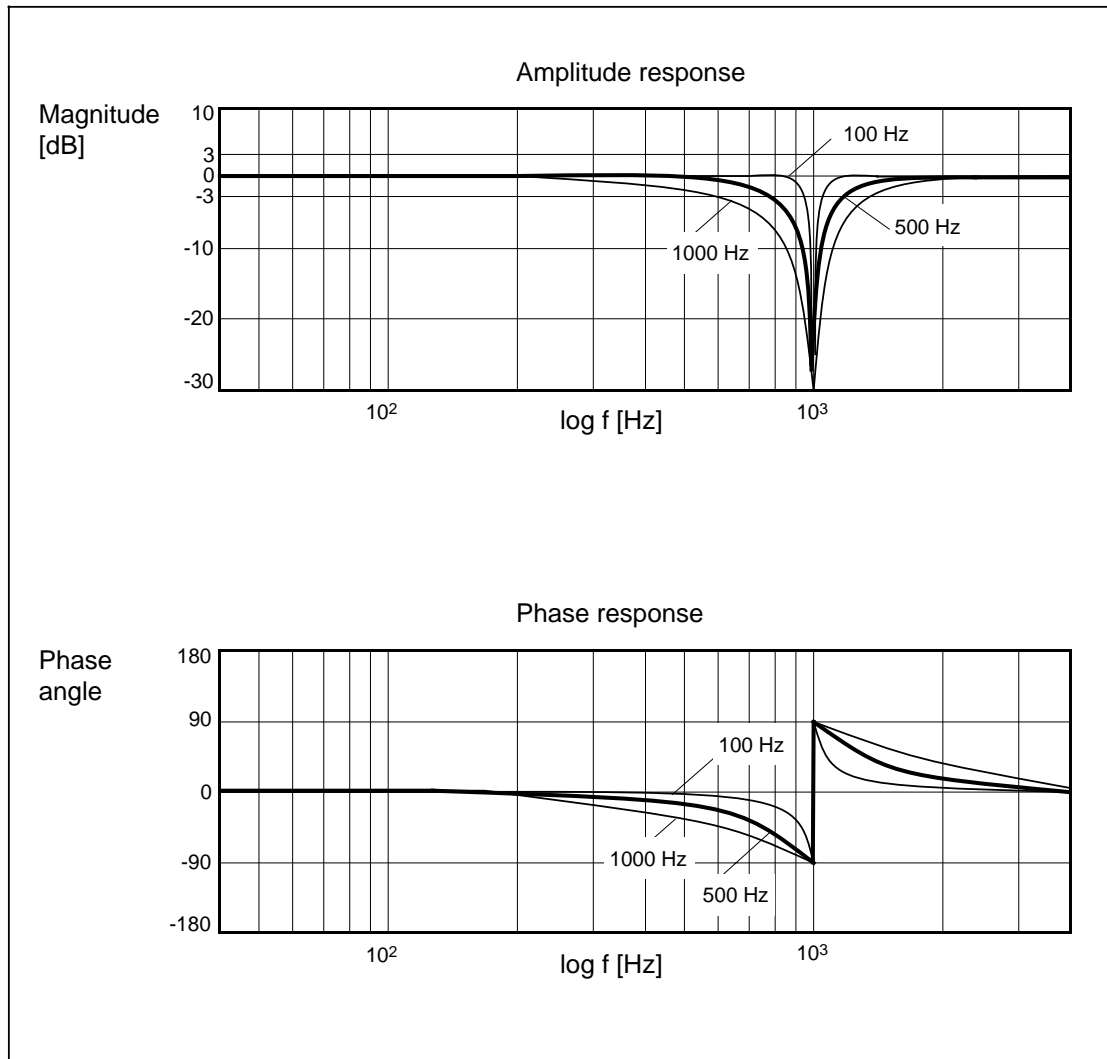 Amplitude response
Magnitude
[dB]
10
3
0
-3
-10
-20
-30
100 Hz
500 Hz
1000 Hz
10²
10³
log f [Hz]
Phase response
Phase
angle
180
90
0
-90
-180
100 Hz
1000 Hz
500 Hz
10²
10³
log f [Hz]